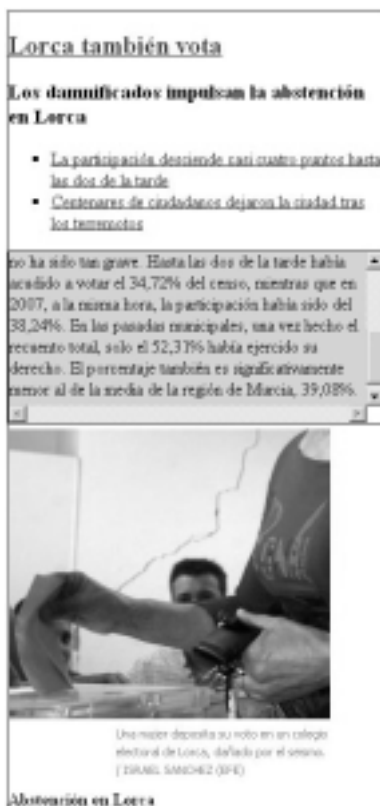 Lorca también vota
Los damnificados impulsan la abstención
en Lorca
La participación desciende casi cuatro puntos hasta
las dos de la tarde
Centenares de ciudadanos dejaron la ciudad tras
los terremotos
no ha sido tan grave. Hasta las dos de la tarde había
acudido a votar el 34,72% del censo, mientras que en
2007, a la misma hora, la participación había sido del
38,24%. En las pasadas municipales, una vez hecho el
recuento total, solo el 52,31% había ejercido su
derecho. El porcentaje también es significativamente
menor al de la media de la región de Murcia, 39,08%.
Una mujer deposita su voto en un colegio
electoral de Lorca, dañado por el seísmo.
/ ISRAEL SANCHEZ (EFE)
Abstención en Lorca